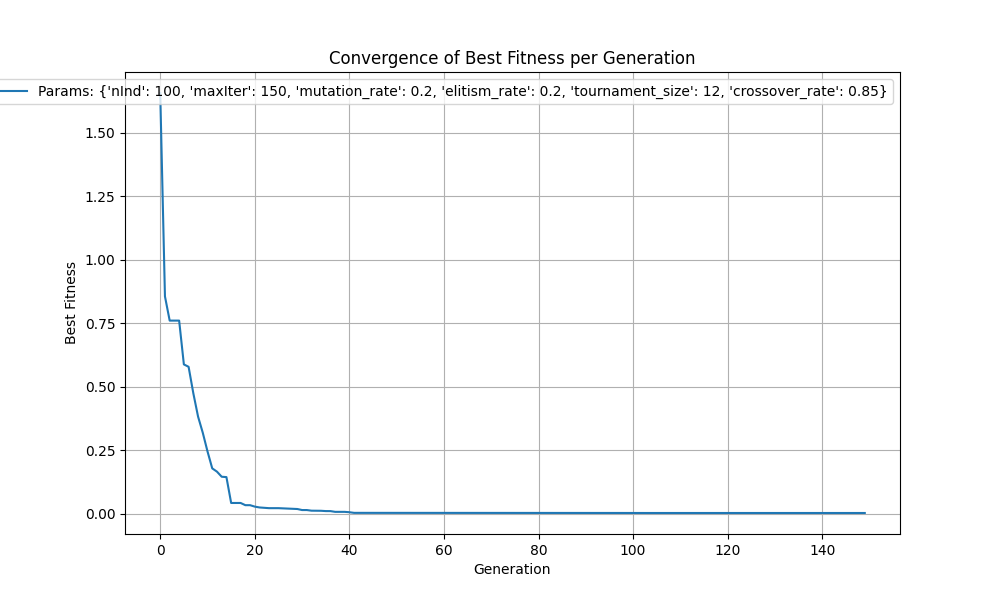 Convergence of Best Fitness per Generation
Params: {'nInd': 100, 'maxIter': 150, 'mutation_rate': 0.2, 'elitism_rate': 0.2, 'tournament_size': 12, 'crossover_rate': 0.85}
1.50
1.25
1.00
0.75
0.50
0.25
0.00
Best Fitness
0 20 40 60 80 100 120 140
Generation